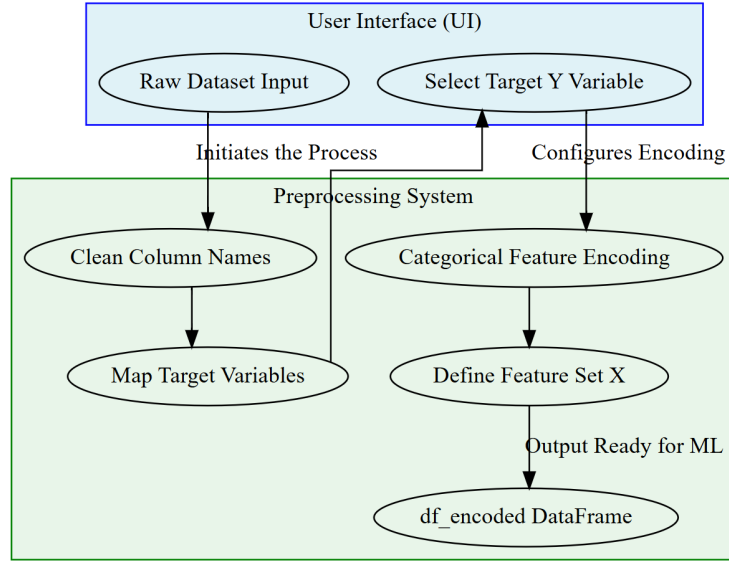 User Interface (UI)
Raw Dataset Input
Select Target Y Variable
Initiates the Process
Configures Encoding
Preprocessing System
Clean Column Names
Categorical Feature Encoding
Map Target Variables
Define Feature Set X
Output Ready for ML
df_encoded DataFrame